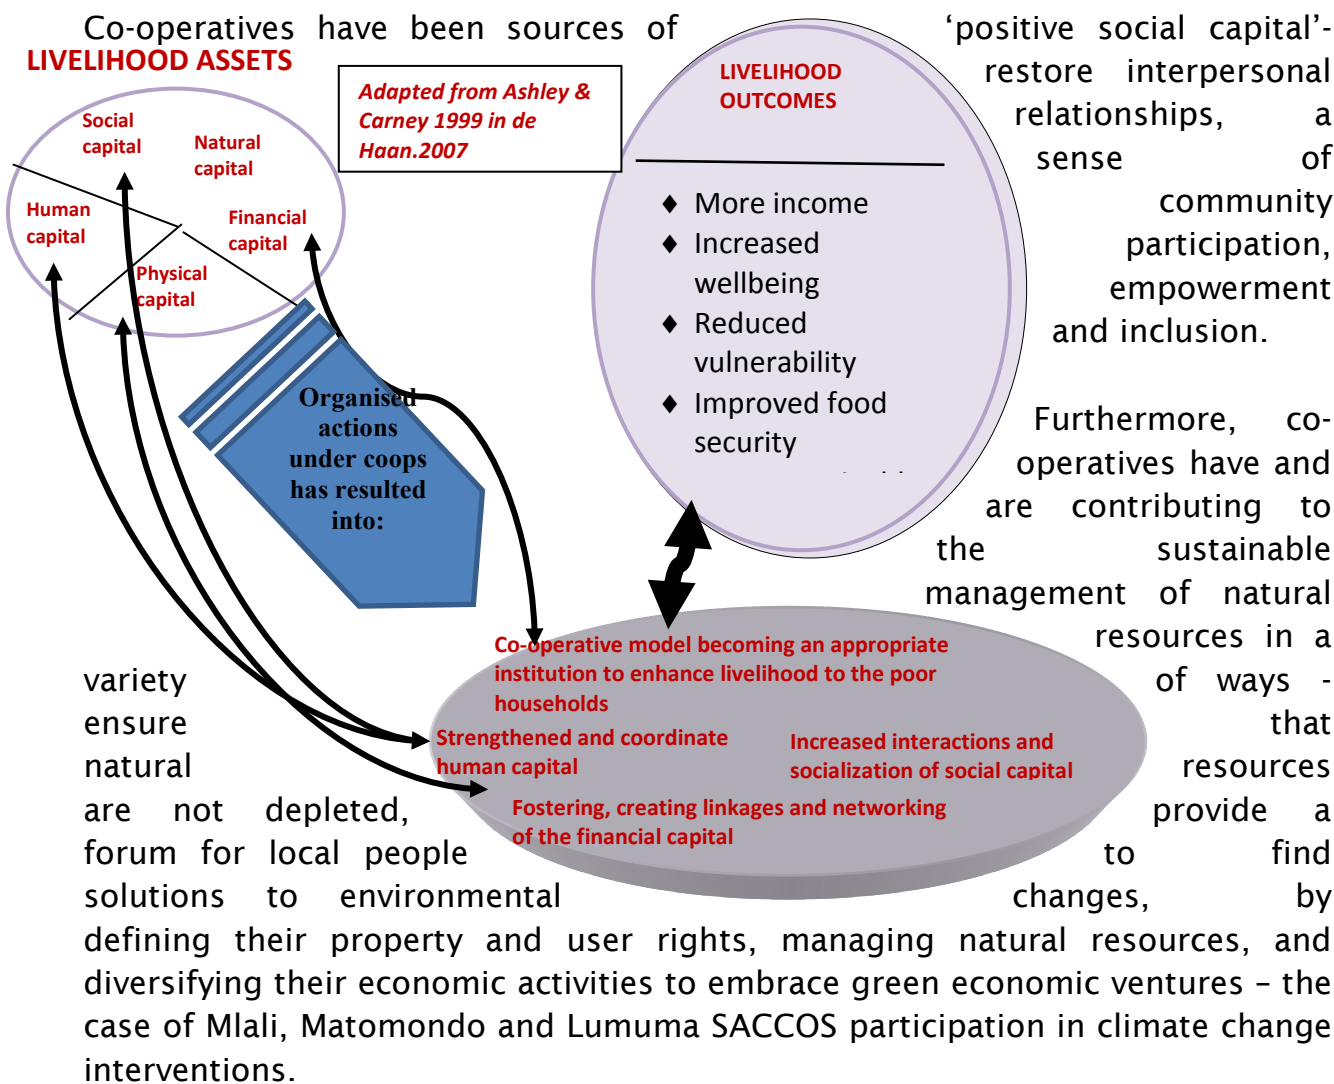 Co-operatives have been sources of 'positive social capital'-
restore interpersonal
relationships, a
sense of
community
participation,
empowerment
and inclusion.
LIVELIHOOD ASSETS
Social
capital
Natural
capital
Human
capital
Financial
capital
Physical
capital
Adapted from Ashley &
Carney 1999 in de
Haan.2007
LIVELIHOOD
OUTCOMES
♦ More income
♦ Increased
wellbeing
♦ Reduced
vulnerability
♦ Improved food
security
Organised
actions
under coops
has resulted
into:
Co-operative model becoming an appropriate
institution to enhance livelihood to the poor
households
Strengthened and coordinate
human capital
Increased interactions and
socialization of social capital
Fostering, creating linkages and networking
of the financial capital
Furthermore, co-
operatives have and
are contributing to
the sustainable
management of natural
resources in a
variety of ways -
ensure that
natural resources
are not depleted, provide a
forum for local people to find
solutions to environmental changes, by
defining their property and user rights, managing natural resources, and
diversifying their economic activities to embrace green economic ventures – the
case of Mlali, Matomondo and Lumuma SACCOS participation in climate change
interventions.